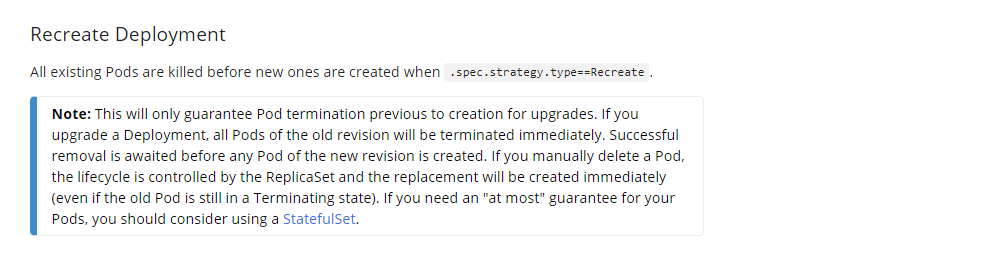 Recreate Deployment
All existing Pods are killed before new ones are created when .spec.strategy.type==Recreate.
Note: This will only guarantee Pod termination previous to creation for upgrades. If you
upgrade a Deployment, all Pods of the old revision will be terminated immediately. Successful
removal is awaited before any Pod of the new revision is created. If you manually delete a Pod,
the lifecycle is controlled by the ReplicaSet and the replacement will be created immediately
(even if the old Pod is still in a Terminating state). If you need an "at most" guarantee for your
Pods, you should consider using a StatefulSet.